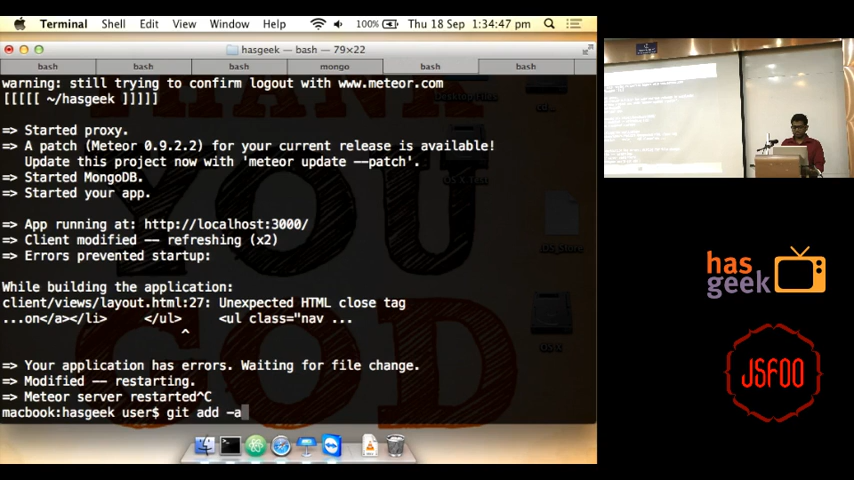 Terminal Shell Edit View Window Help 100% Thu 18 Sep 1:34:47 pm
hasgeek — bash — 79×22
bash bash bash mongo bash bash
warning: still trying to confirm logout with www.meteor.com
[[[[[ ~/hasgeek ]]]]]
=> Started proxy.
=> A patch (Meteor 0.9.2.2) for your current release is available!
Update this project now with 'meteor update --patch'.
=> Started MongoDB.
=> Started your app.
=> App running at: http://localhost:3000/
=> Client modified -- refreshing (x2)
=> Errors prevented startup:
While building the application:
client/views/layout.html:27: Unexpected HTML close tag
...on</a></li> </ul> <ul class="nav ...
^
=> Your application has errors. Waiting for file change.
=> Modified -- restarting.
=> Meteor server restarted^C
macbook:hasgeek user$ git add -a
YOU
GOD
has
geek
JSFOO